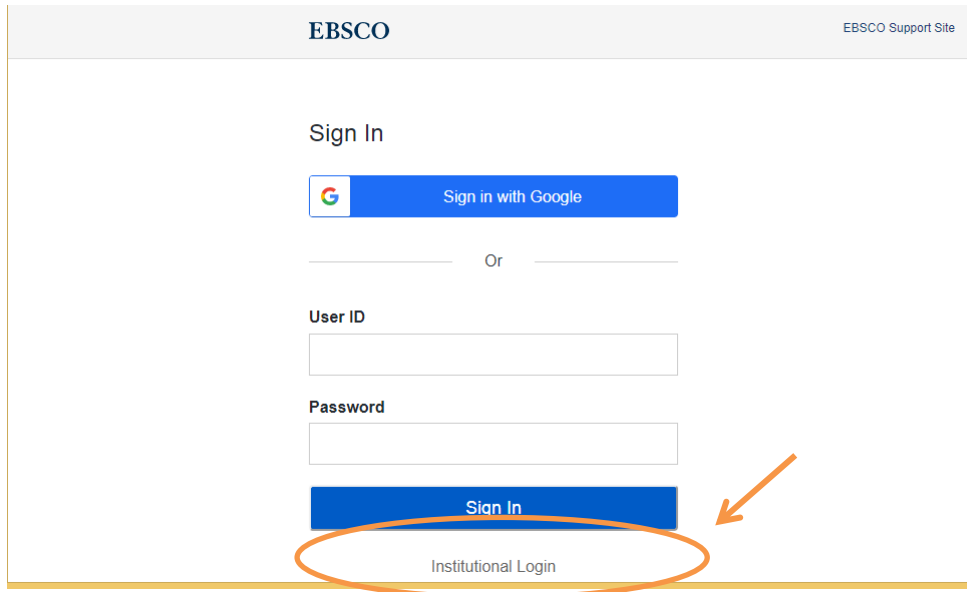 EBSCO
EBSCO Support Site
Sign In
G
Sign in with Google
Or
User ID
Password
Sign In
Institutional Login